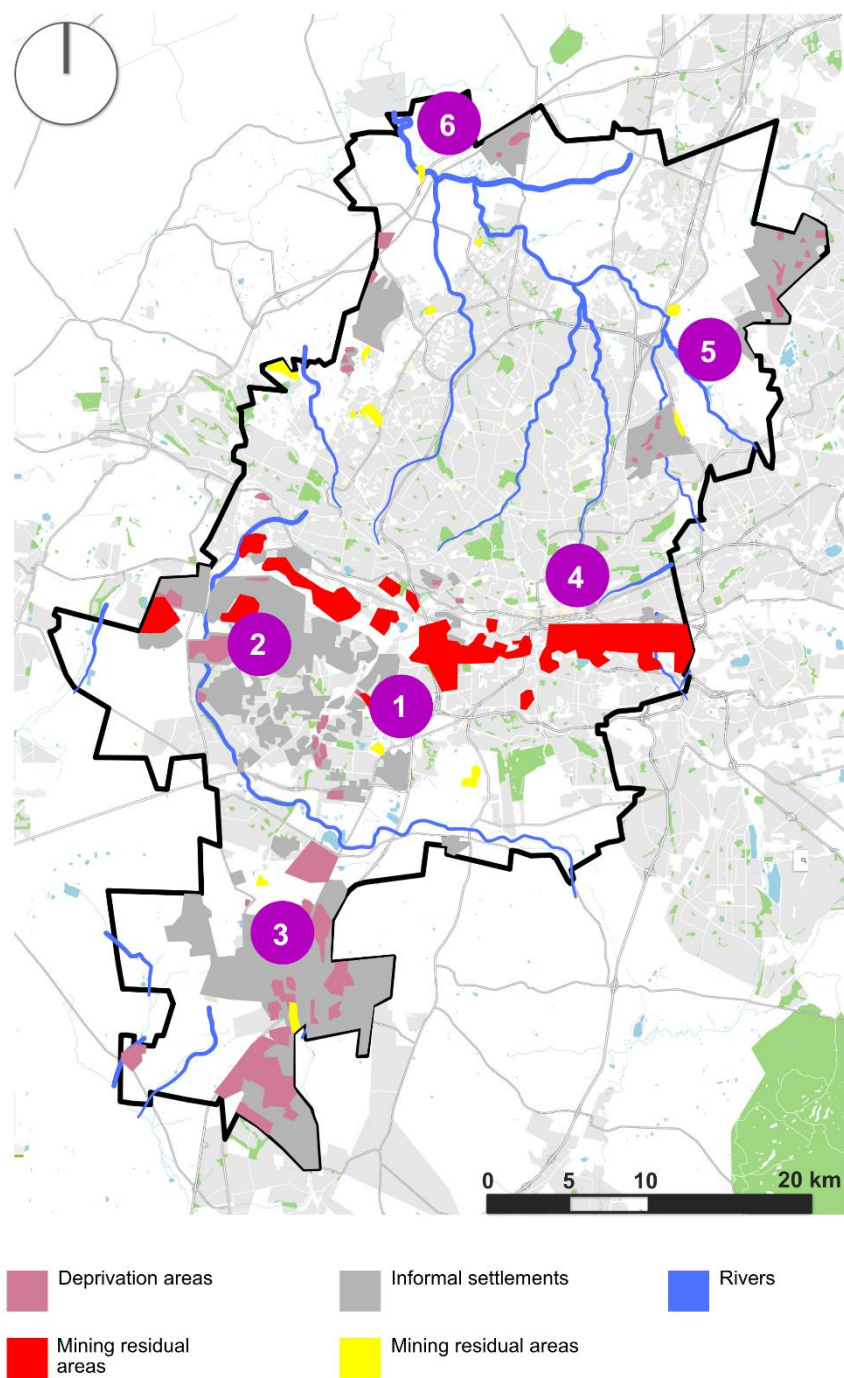 6
5
4
2
1
3
0 5 10 20 km
Deprivation areas
Informal settlements
Rivers
Mining residual
areas
Mining residual areas